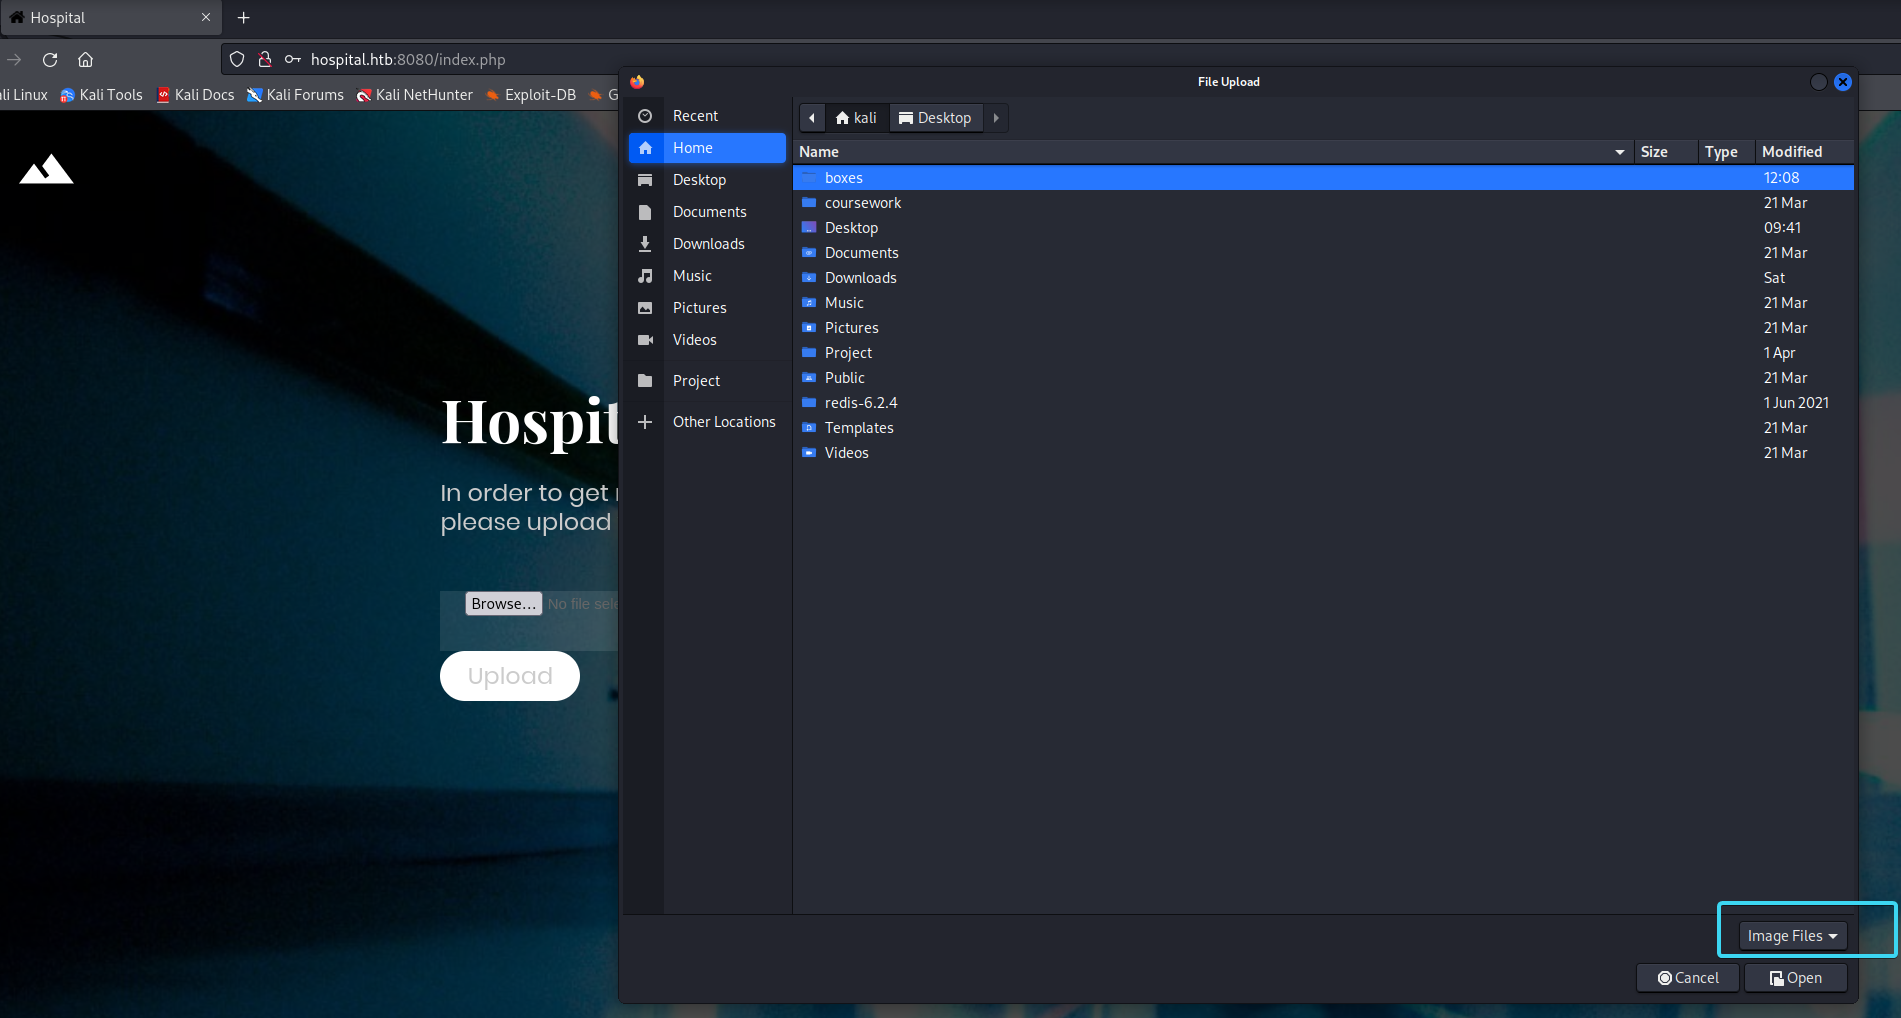 Hospital
hospital.htb:8080/index.php
ali Linux Kali Tools Kali Docs Kali Forums Kali NetHunter Exploit-DB G
File Upload
Recent
Home
Desktop
Documents
Downloads
Music
Pictures
Videos
Project
Other Locations
kali Desktop
Name Size Type Modified
boxes 12:08
coursework 21 Mar
Desktop 09:41
Documents 21 Mar
Downloads Sat
Music 21 Mar
Pictures 21 Mar
Project 1 Apr
Public 21 Mar
redis-6.2.4 1 Jun 2021
Templates 21 Mar
Videos 21 Mar
Hospit
In order to get
please upload
Browse... No file sele
Upload
Image Files
Cancel Open